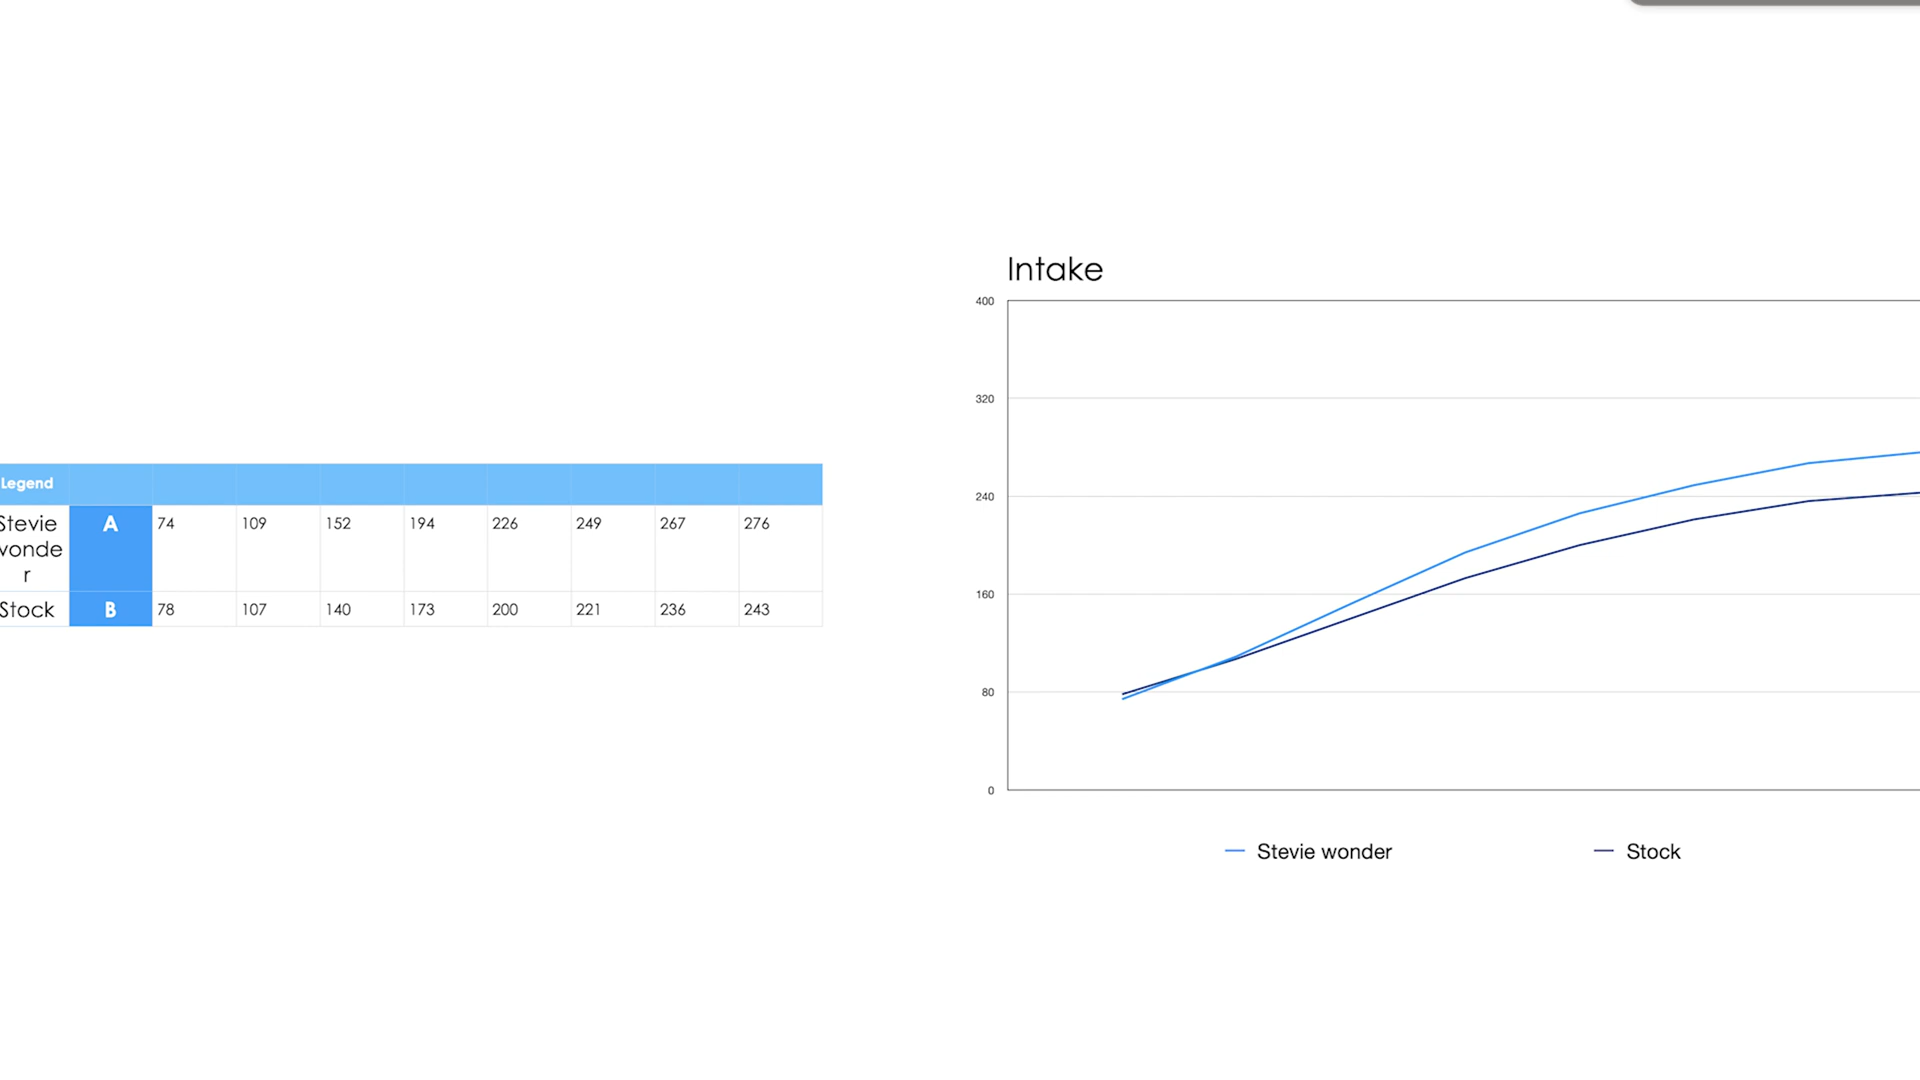 Legend
Stevie
wonde
r
A
74 109 152 194 226 249 267 276
Stock B 78 107 140 173 200 221 236 243
Intake
400
320
240
160
80
0
Stevie wonder
Stock